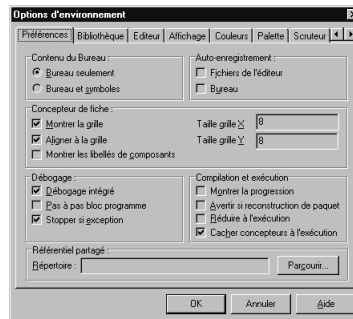 Options d'environnement
Préférences Bibliothèque Editeur Affichage Couleurs Palette Scruteur
Contenu du Bureau :
Bureau seulement
Bureau et symboles
Auto-enregistrement :
Fichiers de l'éditeur
Bureau
Concepteur de fiche :
Montrer la grille
Aligner à la grille
Montrer les libellés de composants
Taille grille X 8
Taille grille Y 8
Débogage :
Débogage intégré
Pas à pas bloc programme
Stopper si exception
Compilation et exécution
Montrer la progression
Avertir si reconstruction de paquet
Réduire à l'exécution
Cacher concepteurs à l'exécution
Référentiel partagé :
Répertoire : Parcourir...
OK Annuler Aide